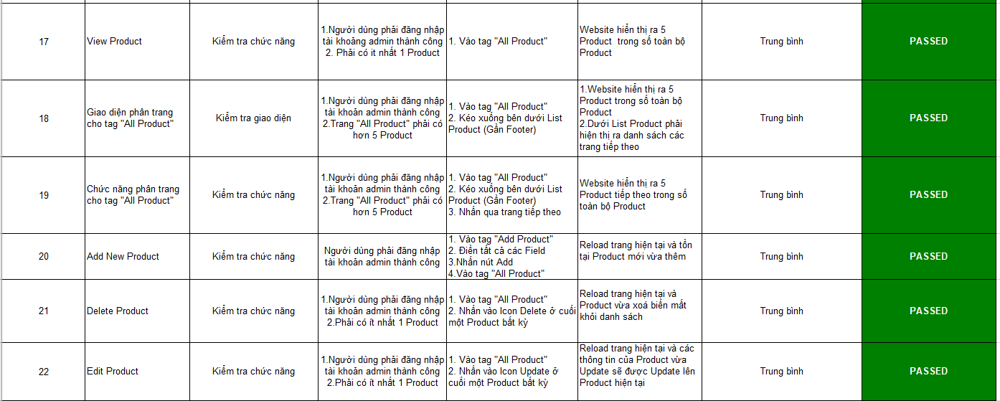 17
View Product
Kiểm tra chức năng
1.Người dùng phải đăng nhập
tài khoảng admin thành công
2. Phải có it nhất 1 Product
1. Vào tag "All Product"
Website hiển thị ra 5
Product trong số toàn bộ
Product
Trung bình
PASSED
18
Giao diện phân trang
cho tag "All Product"
Kiểm tra giao diện
1.Người dùng phải đăng nhập
tài khoản admin thành công
2.Trang "All Product" phải có
hơn 5 Product
1. Vào tag "All Product"
2. Kéo xuống bên dưới List
Product (Gần Footer)
1.Website hiển thị ra 5
Product trong số toàn bộ
Product
2.Dưới List Product phải
hiện thị ra danh sách các
trang tiếp theo
Trung bình
PASSED
19
Chức năng phân trang
cho tag "All Product"
Kiểm tra chức năng
1.Người dùng phải đăng nhập
tài khoản admin thành công
2.Trang "All Product" phải có
hơn 5 Product
1. Vào tag "All Product"
2. Kéo xuống bên dưới List
Product (Gần Footer)
3. Nhấn qua trang tiếp theo
Website hiển thị ra 5
Product tiếp theo trong số
toàn bộ Product
Trung bình
PASSED
20
Add New Product
Kiểm tra chức năng
Người dùng phải đăng nhập
tài khoản admin thành công
1. Vào tag "Add Product"
2. Điền tất cả các Field
3.Nhấn nút Add
4.Vào tag "All Product"
Reload trang hiện tại và tồn
tại Product mới vừa thêm
Trung bình
PASSED
21
Delete Product
Kiểm tra chức năng
1.Người dùng phải đăng nhập
tài khoản admin thành công
2.Phải có ít nhất 1 Product
1. Vào tag "All Product"
2. Nhấn vào Icon Delete ở cuối
một Product bất kỳ
Reload trang hiện tại và
Product vừa xoá biến mất
khỏi danh sách
Trung bình
PASSED
22
Edit Product
Kiểm tra chức năng
1.Người dùng phải đăng nhập
tài khoản admin thành công
2.Phải có ít nhất 1 Product
1. Vào tag "All Product"
2. Nhấn vào Icon Update ở
cuối một Product bất kỳ
Reload trang hiện tại và các
thông tin của Product vừa
Update sẽ được Update lên
Product hiện tại
Trung bình
PASSED